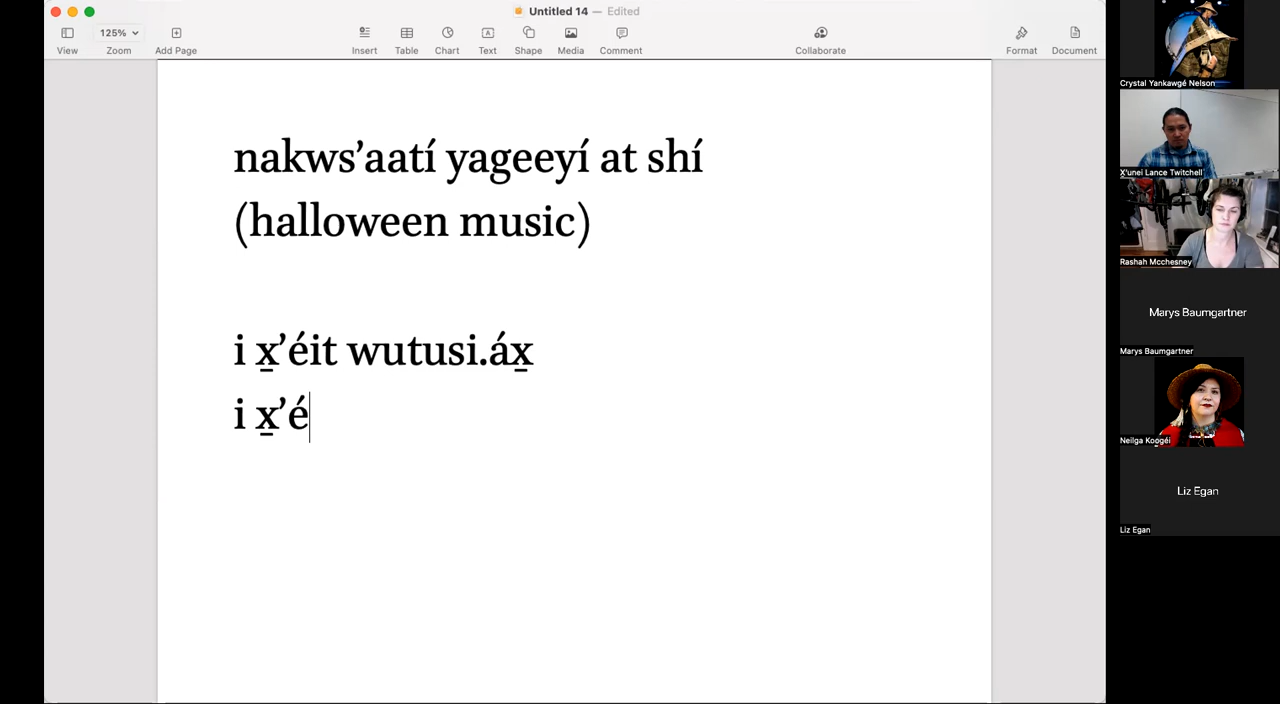 Untitled 14 — Edited
125%
View
Zoom
Add Page
Insert
Table
Chart
Text
Shape
Media
Comment
Collaborate
Format
Document
nakws’aatí yageeyí at shí
(halloween music)
i x̱’éit wutusi.áx̱
i x̱’é
Crystal Yankawgé Nelson
X̱'unei Lance Twitchell
Rashah Mcchesney
Marys Baumgartner
Marys Baumgartner
Neilga Koogéi
Liz Egan
Liz Egan